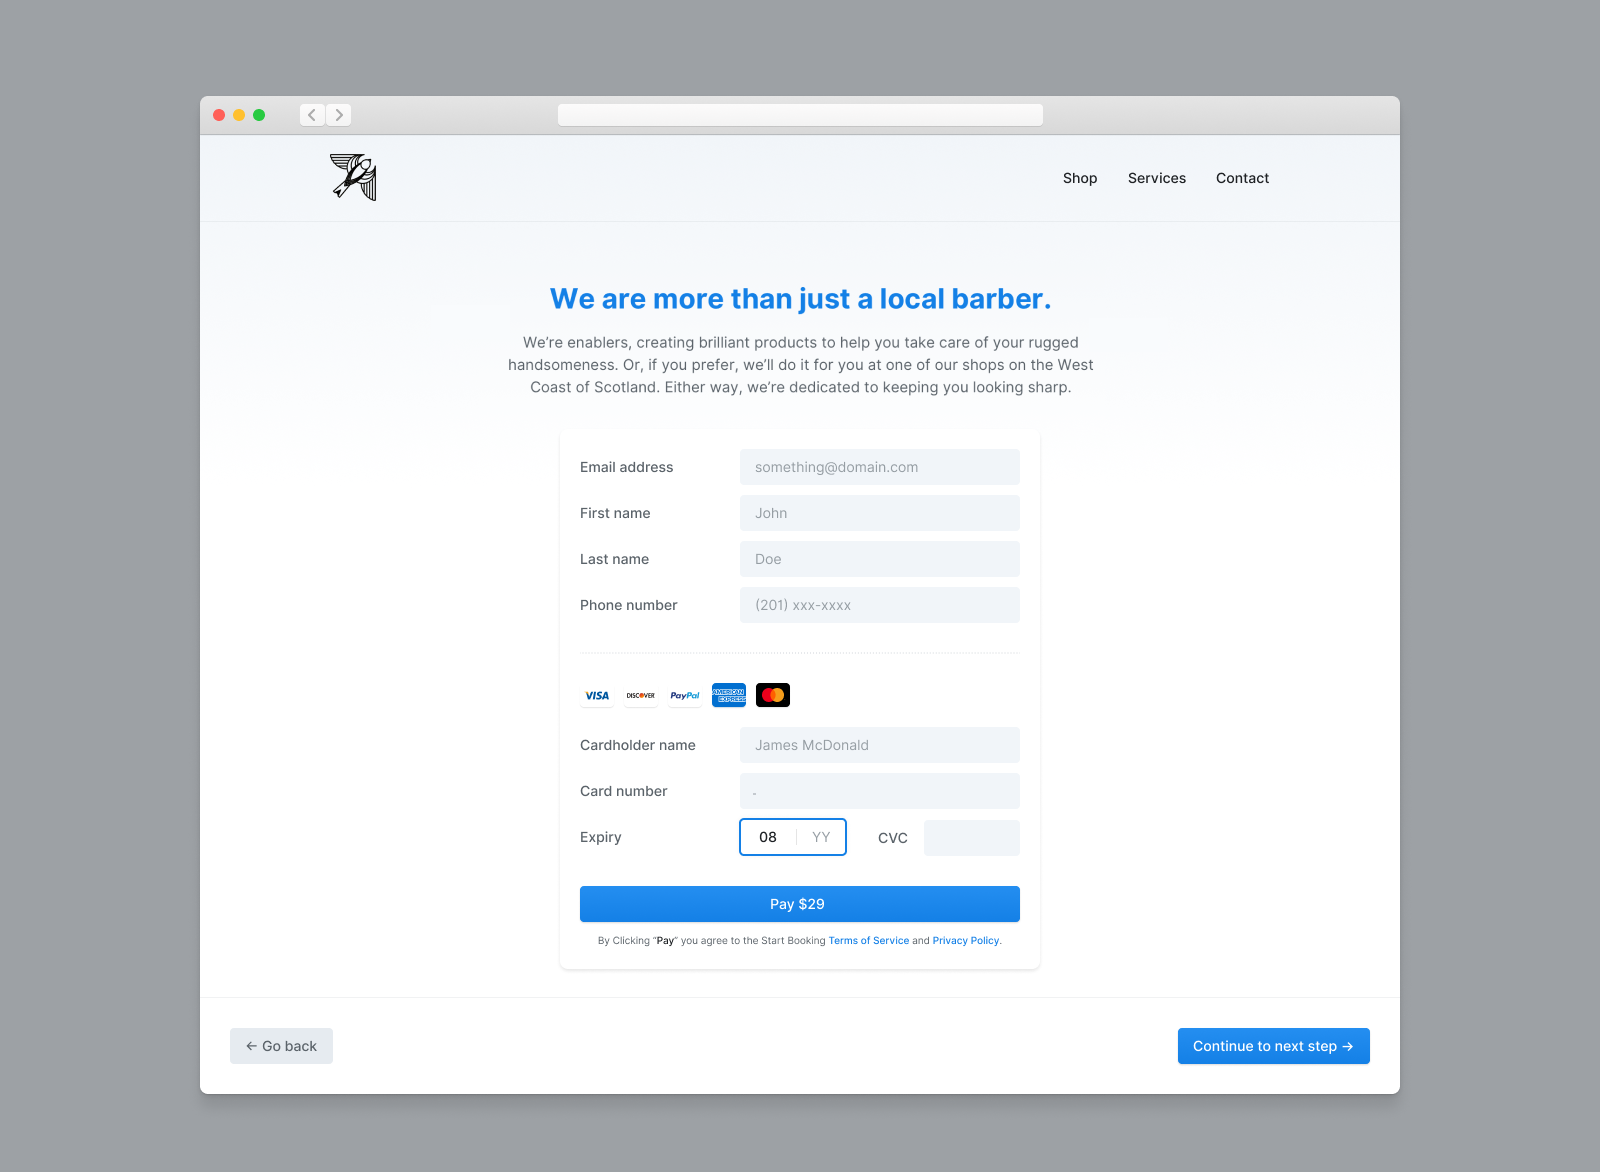 Shop Services Contact
We are more than just a local barber.
We’re enablers, creating brilliant products to help you take care of your rugged
handsomeness. Or, if you prefer, we’ll do it for you at one of our shops on the West
Coast of Scotland. Either way, we’re dedicated to keeping you looking sharp.
Email address something@domain.com
First name John
Last name Doe
Phone number (201) xxx-xxxx
VISA DISCOVER PayPal AMERICAN EXPRESS
Cardholder name James McDonald
Card number -
Expiry 08 YY CVC
Pay $29
By Clicking “Pay” you agree to the Start Booking Terms of Service and Privacy Policy.
← Go back Continue to next step →